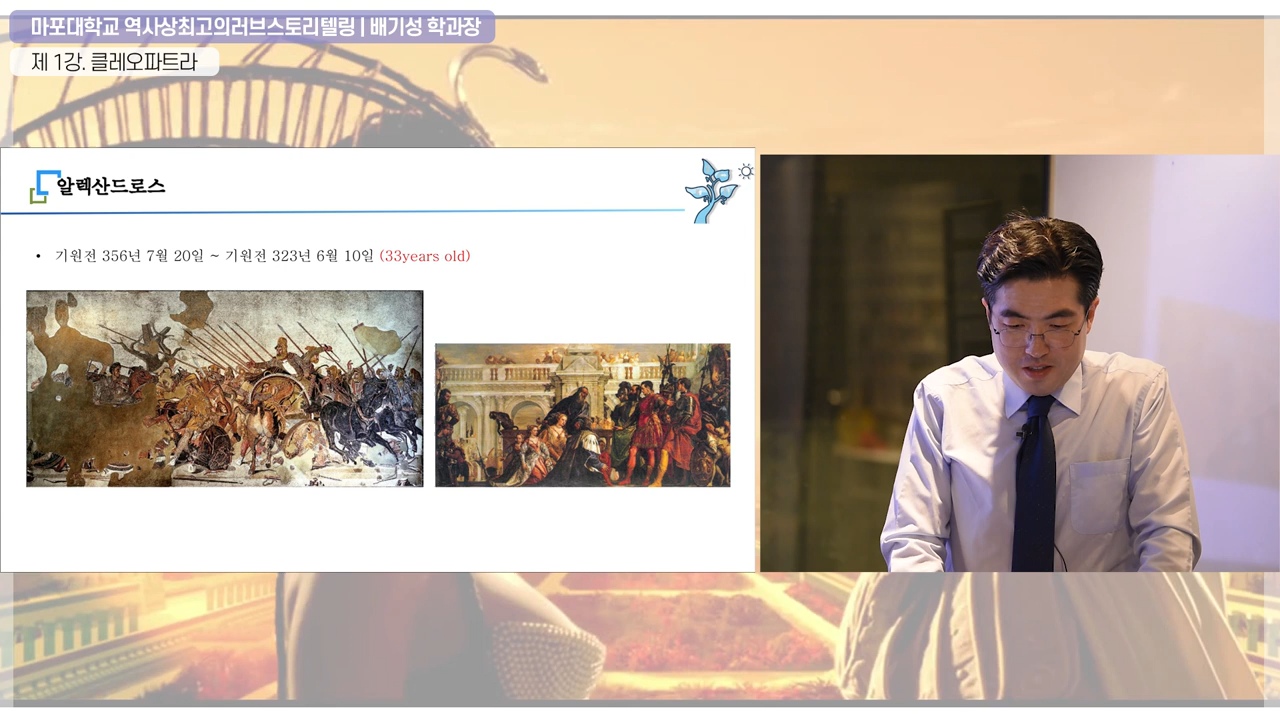 마포대학교 역사상최고의러브스토리텔링 | 배기성 학과장
제 1강. 클레오파트라
알렉산드로스
• 기원전 356년 7월 20일 ~ 기원전 323년 6월 10일 (33years old)